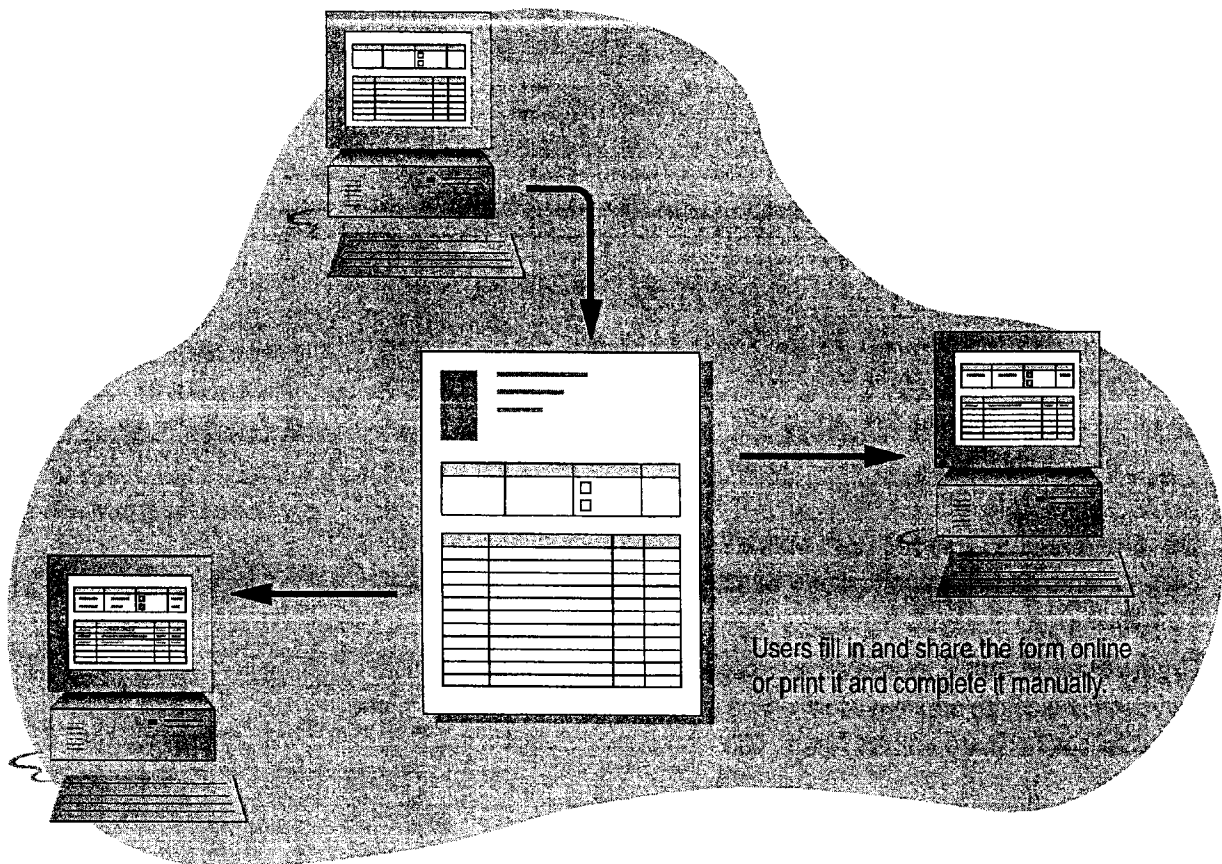 Users fill in and share the form online
or print it and complete it manually.